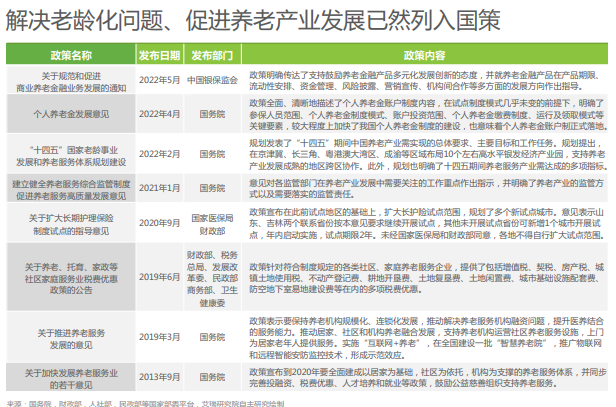 解决老龄化问题、促进养老产业发展已然列入国策
政策名称 发布日期 发布部门 政策内容
关于规范和促进
商业养老金融业务发展的通知
2022年5月
中国银保监会
政策明确传达了支持鼓励养老金融产品多元化发展创新的态度，并就养老金融产品在产品期限、
流动性安排、资金管理、风险披露、营销宣传、机构间合作等多方面的发展方向作出指导。
个人养老金发展意见
2022年4月
国务院
政策全面、清晰地描述了个人养老金账户制度内容，在试点制度模式几乎未变的前提下，明确了
参保人员范围、个人养老金制度模式、账户投资范围、个人养老金缴费制度、运行及领取模式等
关键要素，较大程度上加快了我国个人养老金制度的建设，也意味着个人养老金账户制正式落地。
“十四五”国家老龄事业
发展和养老服务体系规划建设
2022年2月
国务院
规划发表了“十四五”期间中国养老产业需实现的总体要求、主要目标和工作任务。规划提出，
在京津冀、长三角、粤港澳大湾区、成渝等区域布局10个左右高水平银发经济产业园，支持养老
产业发展成熟的地区跨区协作。此外，规划也明确了十四五期间养老服务产业需达成的多项指标。
建立健全养老服务综合监管制度
促进养老服务高质量发展意见
2021年1月
国务院
意见对各监管部门在养老产业发展中需要关注的工作重点作出指示，并明确了养老产业的监管方
式以及需要落实的监管责任。
关于扩大长期护理保险
制度试点的指导意见
2020年9月
国家医保局
财政部
政策宣布在此前试点地区的基础上，扩大长护险试点范围，规划了多个新试点城市。意见表示山
东、吉林两个联系省份按本意见要求继续开展试点，其他未开展试点省份可新增1个城市开展试
点，年内启动实施，试点期限2年。未经国家医保局和财政部同意，各地不得自行扩大试点范围。
关于养老、托育、家政等
社区家庭服务业税费优惠
政策的公告
2019年6月
财政部、税务
总局、发展改
革委、民政部
商务部、卫生
健康委
政策针对符合制度规定的各类社区、家庭养老服务企业，提供了包括增值税、契税、房产税、城
镇土地使用税、不动产登记费、耕地开垦费、土地复垦费、土地闲置费、城市基础设施配套费、
防空地下室易地建设费等在内的多项税费优惠。
关于推进养老服务
发展的意见
2019年3月
国务院
政策表示要保持养老机构规模化、连锁化发展，推动解决养老服务机构融资问题，提升医养结合
的服务能力。推动居家、社区和机构养老融合发展，支持养老机构运营社区养老服务设施，上门
为居家老年人提供服务。实施“互联网+养老”，在全国建设一批“智慧养老院”，推广物联网
和远程智能安防监控技术，形成示范效应。
关于加快发展养老服务业
的若干意见
2013年9月
国务院
政策宣布到2020年要全面建成以居家为基础，社区为依托，机构为支撑的养老服务体系，并同步
完善投融资、税费优惠、人才培养和就业等政策，鼓励公益慈善组织支持养老服务。
来源：国务院，财政部，人社部，民政部等国家部委平台，艾瑞研究院自主研究绘制